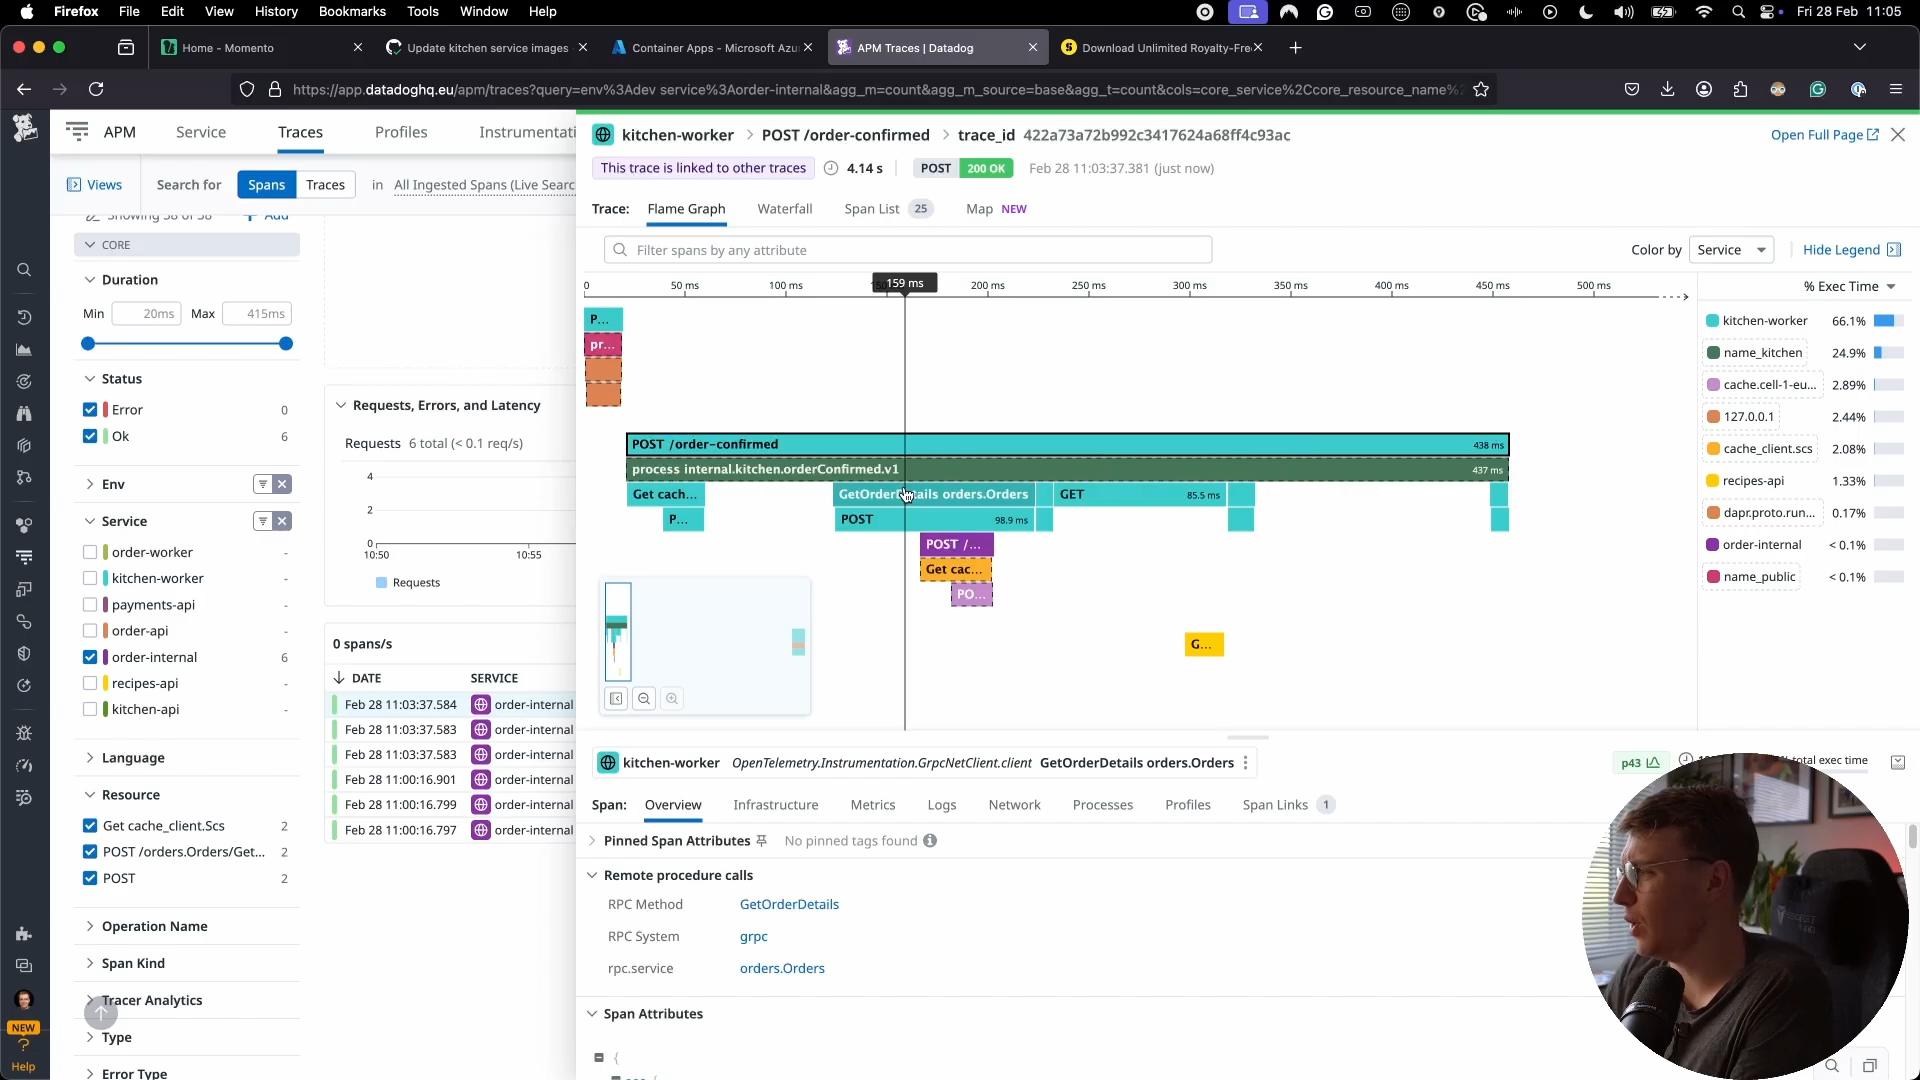 Firefox File Edit View History Bookmarks Tools Window Help
Fri 28 Feb 11:05
Home - Momento
Update kitchen service images
Container Apps - Microsoft Azu
APM Traces | Datadog
Download Unlimited Royalty-Fre
https://app.datadoghq.eu/apm/traces?query=env%3Adev service%3Aorder-internal&agg_m=count&agg_m_source=base&agg_t=count&cols=core_service%2Ccore_resource_name%
APM Service Traces Profiles Instrumentati
Views
Search for Spans Traces in All Ingested Spans (Live Searc
Showing 38 of 38 + Add
CORE
Duration
Min 20ms Max 415ms
Status
Error 0
Ok 6
Env
Service
order-worker -
kitchen-worker -
payments-api -
order-api -
order-internal 6
recipes-api -
kitchen-api -
Language
Resource
Get cache_client.Scs 2
POST /orders.Orders/Get... 2
POST 2
Operation Name
Span Kind
Tracer Analytics
Type
Error Type
NEW
?
Help
Requests, Errors, and Latency
Requests 6 total (< 0.1 req/s)
4
2
0
10:50 10:55
Requests
0 spans/s
DATE SERVICE
Feb 28 11:03:37.584 order-internal
Feb 28 11:03:37.583 order-internal
Feb 28 11:03:37.583 order-internal
Feb 28 11:00:16.901 order-internal
Feb 28 11:00:16.799 order-internal
Feb 28 11:00:16.797 order-internal
kitchen-worker > POST /order-confirmed > trace_id 422a73a72b992c3417624a68ff4c93ac
Open Full Page
This trace is linked to other traces 4.14 s POST 200 OK Feb 28 11:03:37.381 (just now)
Trace: Flame Graph Waterfall Span List 25 Map NEW
Filter spans by any attribute
Color by Service Hide Legend
159 ms
0 50 ms 100 ms 200 ms 250 ms 300 ms 350 ms 400 ms 450 ms 500 ms
P...
pr...
POST /order-confirmed 438 ms
process internal.kitchen.orderConfirmed.v1 437 ms
Get cach... GetOrderDetails orders.Orders GET 85.5 ms
P... POST 98.9 ms
POST /...
Get cac...
PO...
G...
% Exec Time
kitchen-worker 66.1%
name_kitchen 24.9%
cache.cell-1-eu... 2.89%
127.0.0.1 2.44%
cache_client.scs 2.08%
recipes-api 1.33%
dapr.proto.run... 0.17%
order-internal < 0.1%
name_public < 0.1%
kitchen-worker OpenTelemetry.Instrumentation.GrpcNetClient.client GetOrderDetails orders.Orders
p43
total exec time
Span: Overview Infrastructure Metrics Logs Network Processes Profiles Span Links 1
Pinned Span Attributes No pinned tags found
Remote procedure calls
RPC Method GetOrderDetails
RPC System grpc
rpc.service orders.Orders
Span Attributes
{